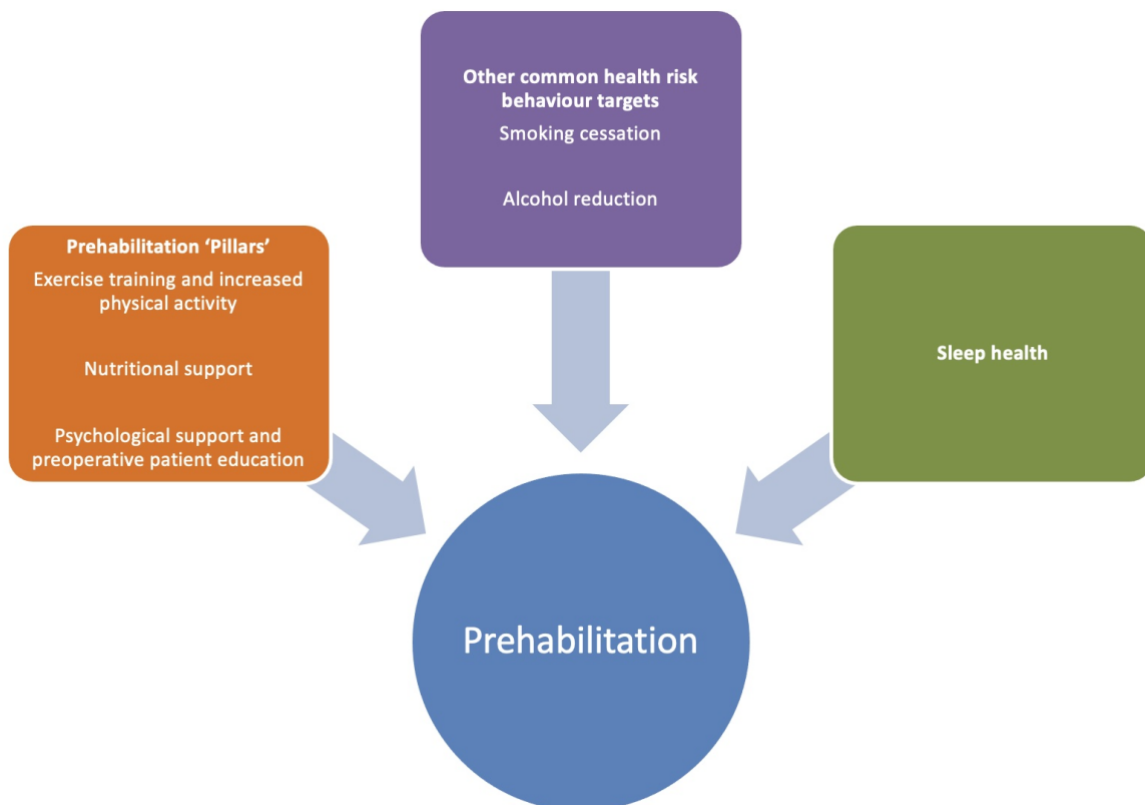 Other common health risk
behaviour targets
Smoking cessation
Alcohol reduction
Prehabilitation ‘Pillars’
Exercise training and increased
physical activity
Nutritional support
Psychological support and
preoperative patient education
Sleep health
Prehabilitation